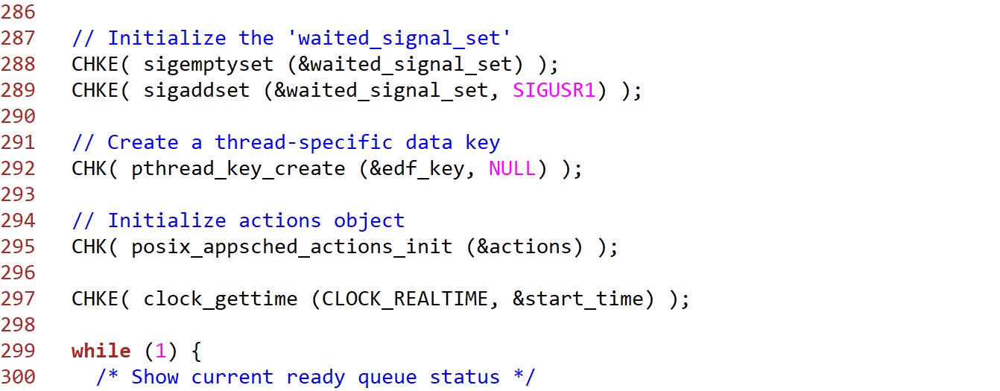 286
287   // Initialize the 'waited_signal_set'
288   CHKE( sigemptyset (&waited_signal_set) );
289   CHKE( sigaddset (&waited_signal_set, SIGUSR1) );
290
291   // Create a thread-specific data key
292   CHK( pthread_key_create (&edf_key, NULL) );
293
294   // Initialize actions object
295   CHK( posix_appsched_actions_init (&actions) );
296
297   CHKE( clock_gettime (CLOCK_REALTIME, &start_time) );
298
299   while (1) {
300     /* Show current ready queue status */